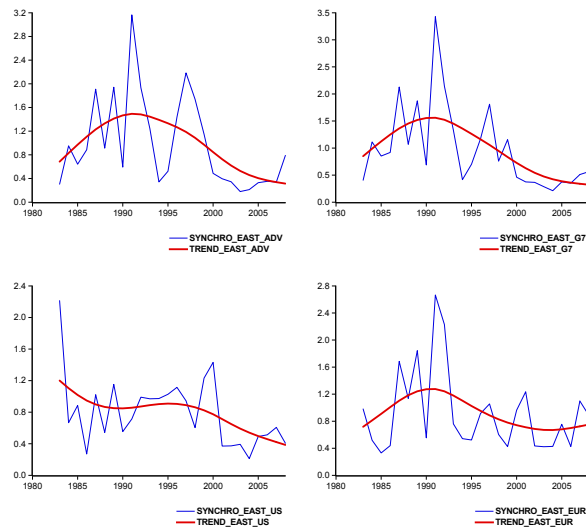 3.2
2.8
2.4
2.0
1.6
1.2
0.8
0.4
0.0
1980 1985 1990 1995 2000 2005
SYNCHRO_EAST_ADV
TREND_EAST_ADV
3.5
3.0
2.5
2.0
1.5
1.0
0.5
0.0
1980 1985 1990 1995 2000 2005
SYNCHRO_EAST_G7
TREND_EAST_G7
2.4
2.0
1.6
1.2
0.8
0.4
0.0
1980 1985 1990 1995 2000 2005
SYNCHRO_EAST_US
TREND_EAST_US
2.8
2.4
2.0
1.6
1.2
0.8
0.4
0.0
1980 1985 1990 1995 2000 2005
SYNCHRO_EAST_EUR
TREND_EAST_EUR